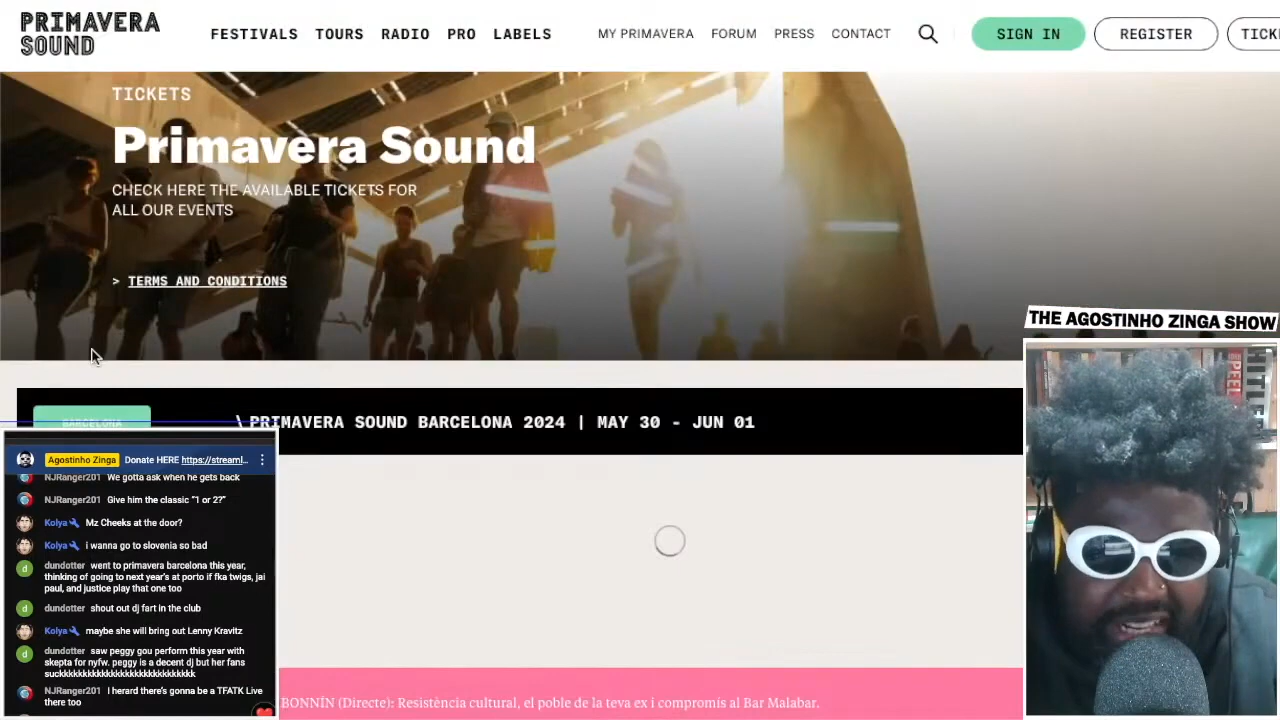 PRIMAVERA
SOUND
FESTIVALS TOURS RADIO PRO LABELS
MY PRIMAVERA FORUM PRESS CONTACT
SIGN IN
REGISTER
TICK
TICKETS
Primavera Sound
CHECK HERE THE AVAILABLE TICKETS FOR
ALL OUR EVENTS
> TERMS AND CONDITIONS
BARCELONA
\ PRIMAVERA SOUND BARCELONA 2024 | MAY 30 - JUN 01
THE AGOSTINHO ZINGA SHOW
Agostinho Zinga Donate HERE https://streaml...
NJRanger201 We gotta ask when he gets back
NJRanger201 Give him the classic "1 or 2?"
Kolya Mz Cheeks at the door?
Kolya i wanna go to slovenia so bad
dundotter went to primavera barcelona this year,
thinking of going to next year's at porto if fka twigs, jai
paul, and justice play that one too
dundotter shout out dj fart in the club
Kolya maybe she will bring out Lenny Kravitz
dundotter saw peggy gou perform this year with
skepta for nyfw. peggy is a decent dj but her fans
suckkkkkkkkkkkkkkkkkkkkkkkkkkk
NJRanger201 I herard there's gonna be a TFATK Live
there too
BONNÍN (Directe): Resistència cultural, el poble de la teva ex i compromís al Bar Malabar.
PEEL